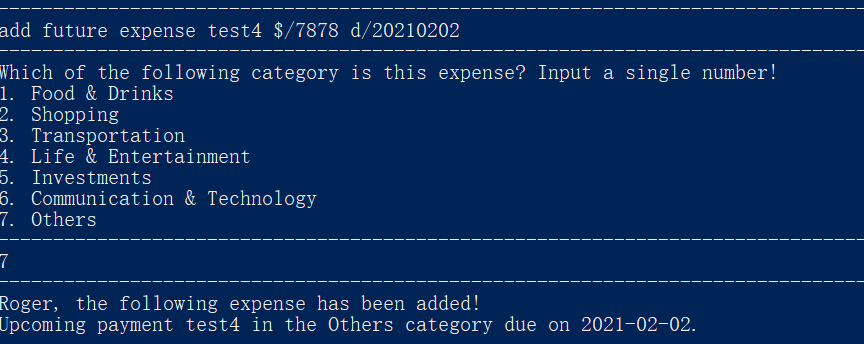 add future expense test4 $/7878 d/20210202
Which of the following category is this expense? Input a single number!
1. Food & Drinks
2. Shopping
3. Transportation
4. Life & Entertainment
5. Investments
6. Communication & Technology
7. Others
7
Roger, the following expense has been added!
Upcoming payment test4 in the Others category due on 2021-02-02.